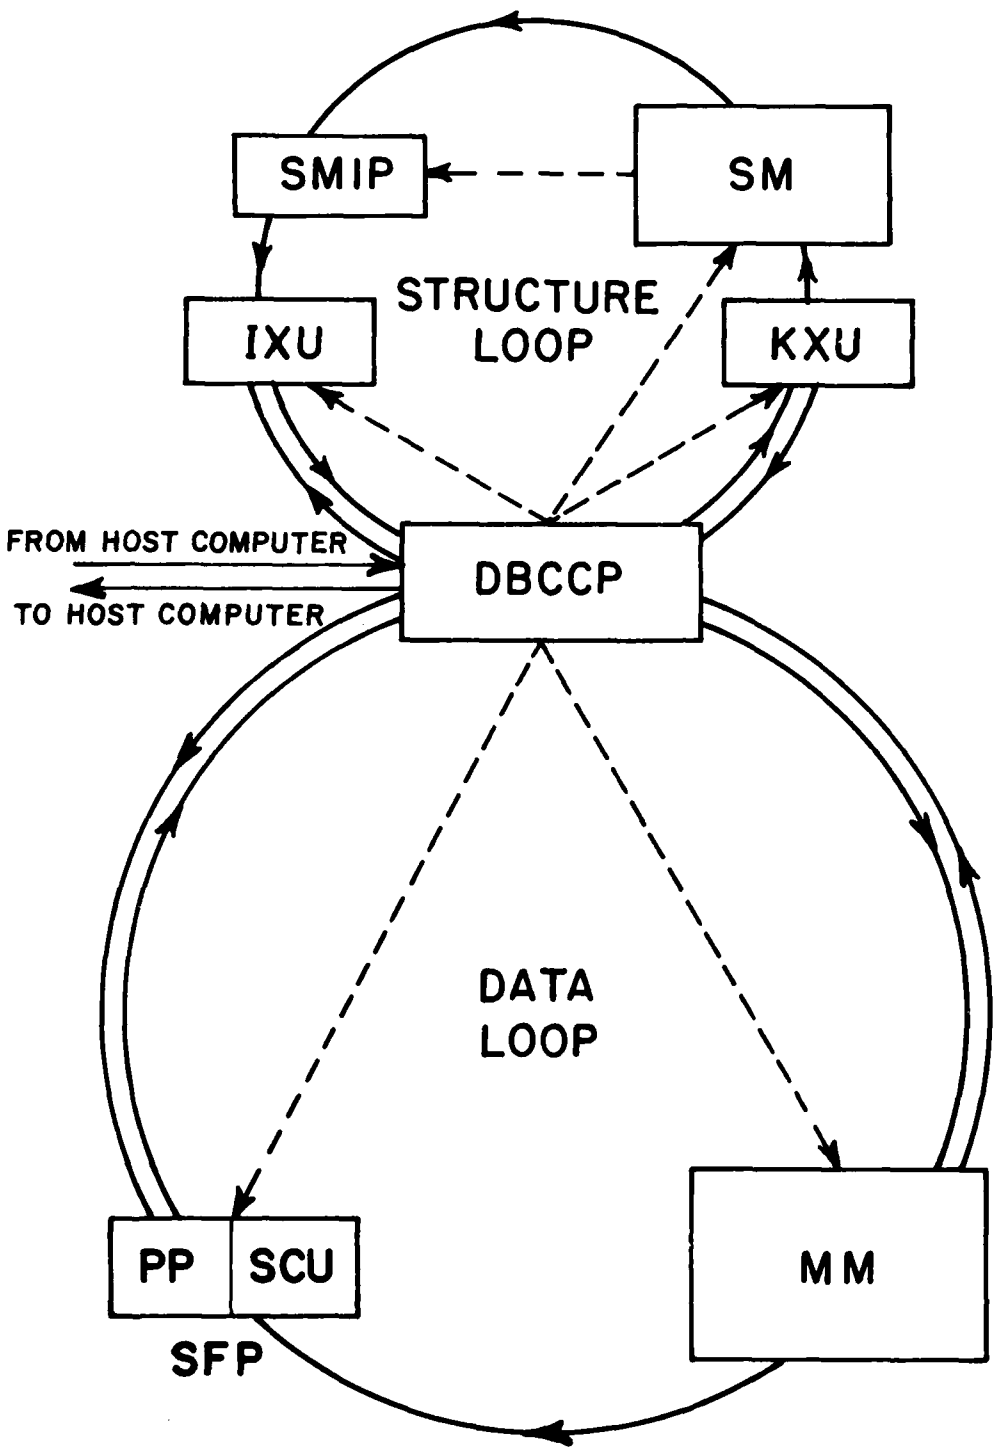 SMIP
SM
STRUCTURE
LOOP
IXU
KXU
FROM HOST COMPUTER
DBCCP
TO HOST COMPUTER
DATA
LOOP
PP
SCU
MM
SFP